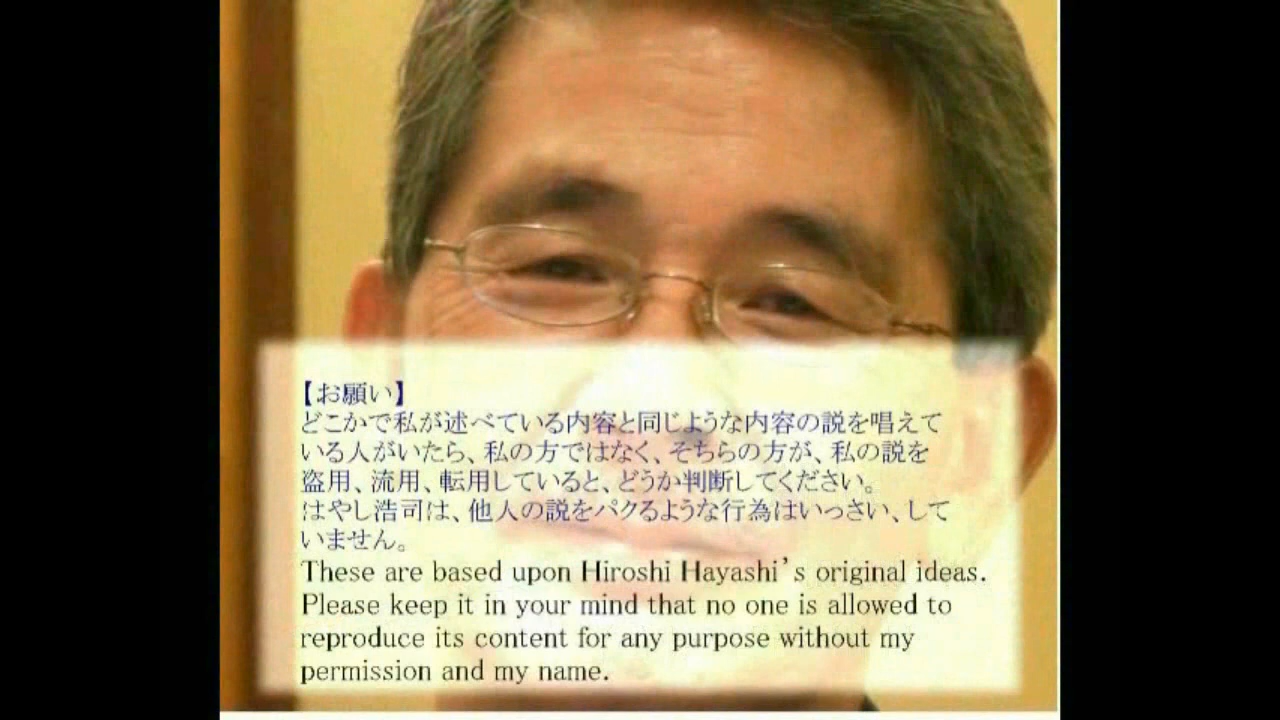 【お願い】
どこかで私が述べている内容と同じような内容の説を唱えて
いる人がいたら、私の方ではなく、そちらの方が、私の説を
盗用、流用、転用していると、どうか判断してください。
はやし浩司は、他人の説をパクるような行為はいっさい、して
いません。
These are based upon Hiroshi Hayashi's original ideas.
Please keep it in your mind that no one is allowed to
reproduce its content for any purpose without my
permission and my name.